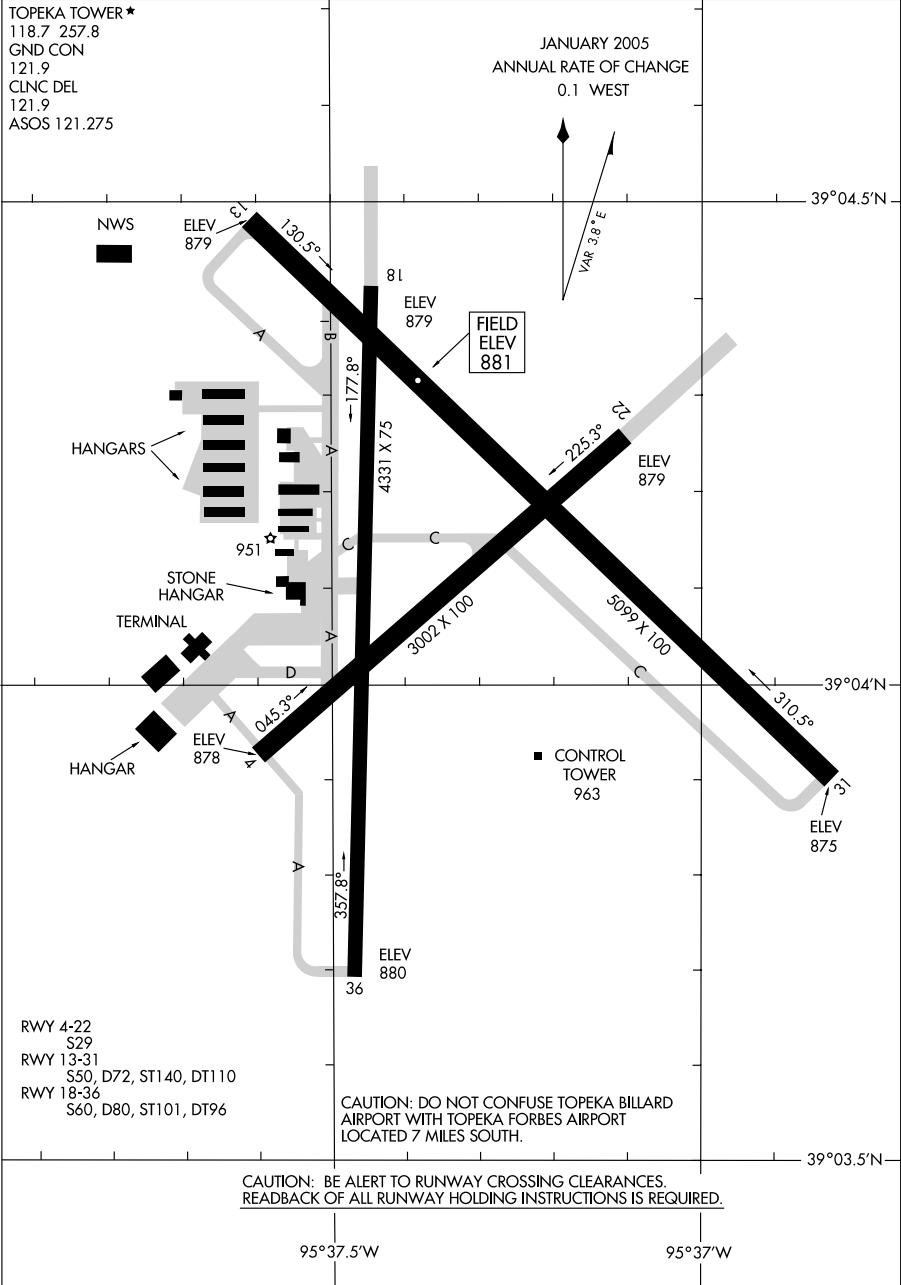 TOPEKA TOWER★
118.7 257.8
GND CON
121.9
CLNC DEL
121.9
ASOS 121.275
JANUARY 2005
ANNUAL RATE OF CHANGE
0.1 WEST
VAR 3.8° E
39°04.5'N
NWS
ELEV
879
13
130.5°
18
ELEV
879
FIELD
ELEV
881
A
B
177.8°
4331 X 75
22
225.3°
ELEV
879
HANGARS
A
951
C
C
STONE
HANGAR
TERMINAL
A
3002 X 100
5099 X 100
D
C
39°04'N
A
045.3°
310.5°
HANGAR
ELEV
878
4
CONTROL
TOWER
963
31
ELEV
875
A
357.8°
ELEV
880
36
RWY 4-22
S29
RWY 13-31
S50, D72, ST140, DT110
RWY 18-36
S60, D80, ST101, DT96
CAUTION: DO NOT CONFUSE TOPEKA BILLARD
AIRPORT WITH TOPEKA FORBES AIRPORT
LOCATED 7 MILES SOUTH.
39°03.5'N
CAUTION: BE ALERT TO RUNWAY CROSSING CLEARANCES.
READBACK OF ALL RUNWAY HOLDING INSTRUCTIONS IS REQUIRED.
95°37.5'W
95°37'W